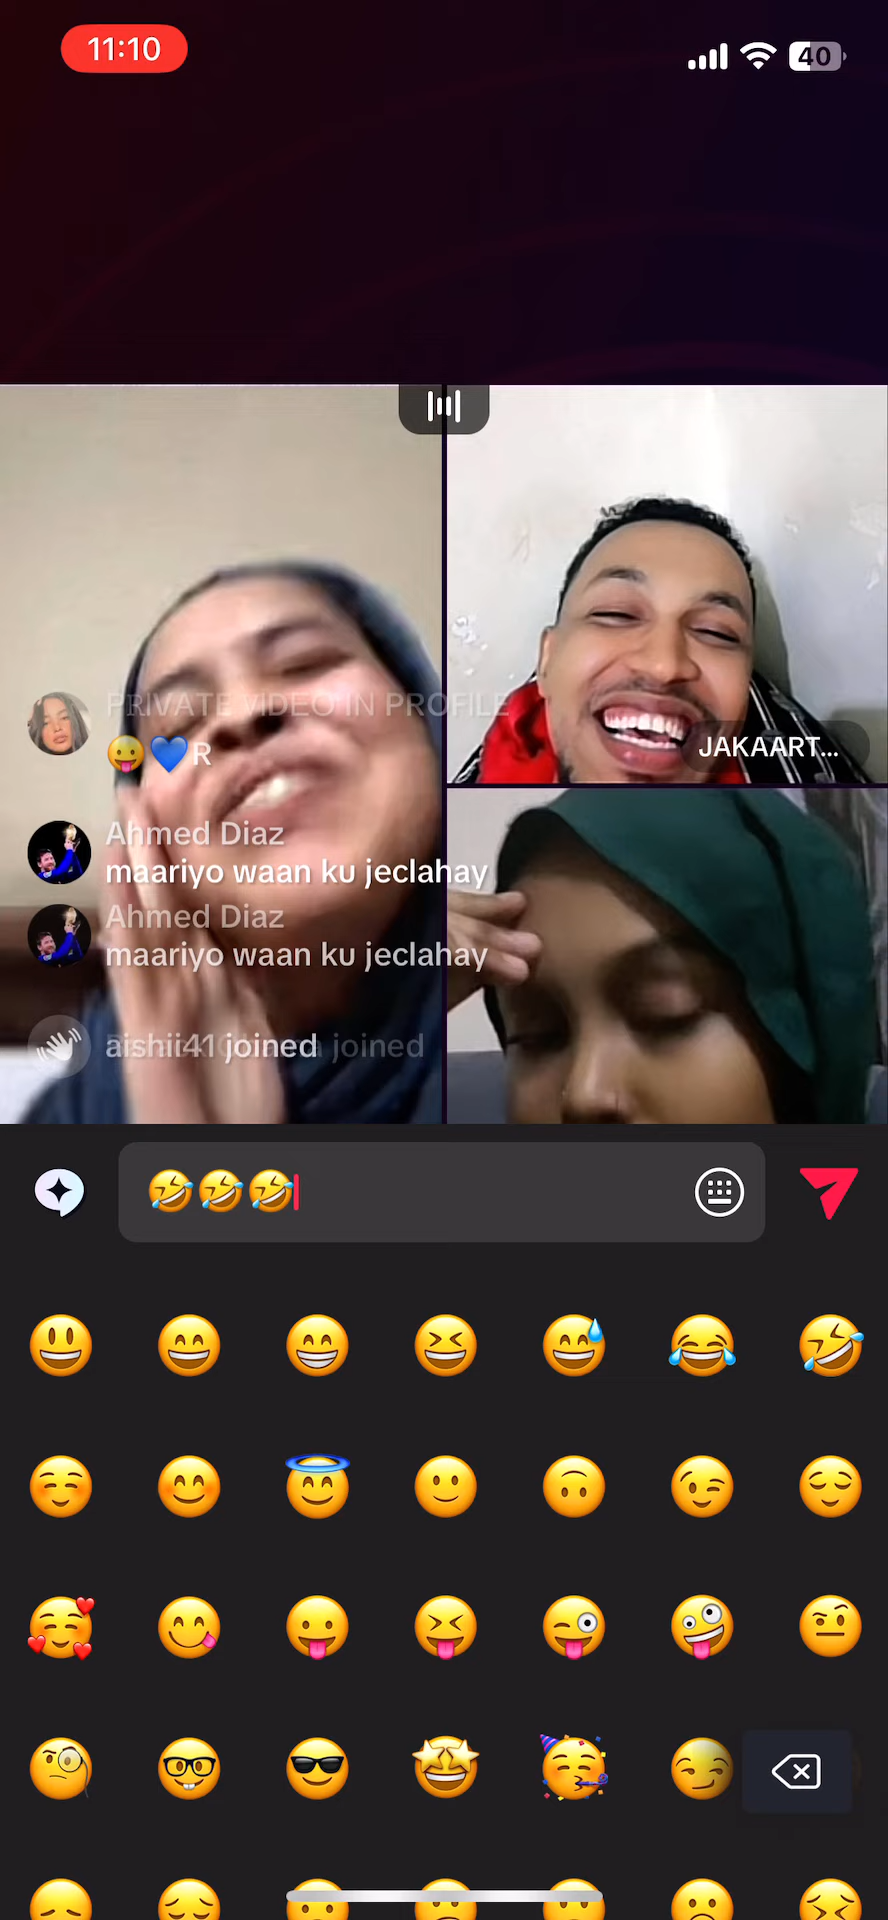 11:10
40
PRIVATE VIDEO IN PROFILE
😛💙R
JAKAART...
Ahmed Diaz
maariyo waan ku jeclahay
Ahmed Diaz
maariyo waan ku jeclahay
aishii41 joined
joined
🤣🤣🤣